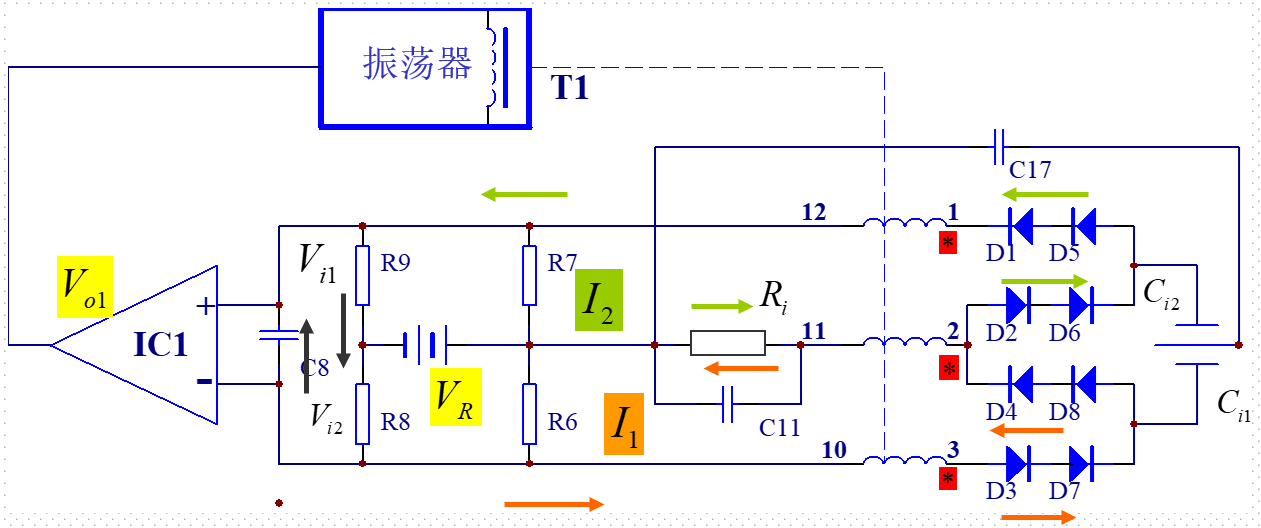 振荡器
T1
C17
12
1
*
D1
D5
R9
R7
V_{i1}
V_{o1}
+
IC1
-
C8
V_{i2}
I_2
R_i
11
2
*
D2
D6
C_{i2}
V_R
R8
R6
I_1
C11
D4
D8
C_{i1}
10
3
*
D3
D7